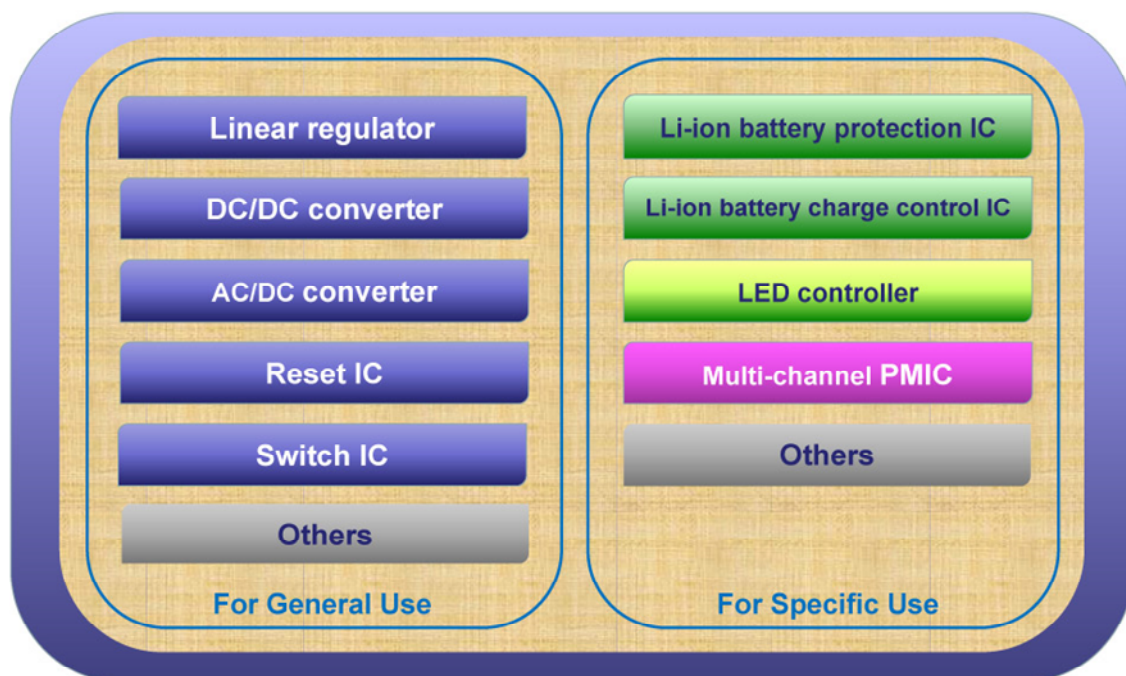 Linear regulator
DC/DC converter
AC/DC converter
Reset IC
Switch IC
Others
For General Use
Li-ion battery protection IC
Li-ion battery charge control IC
LED controller
Multi-channel PMIC
Others
For Specific Use